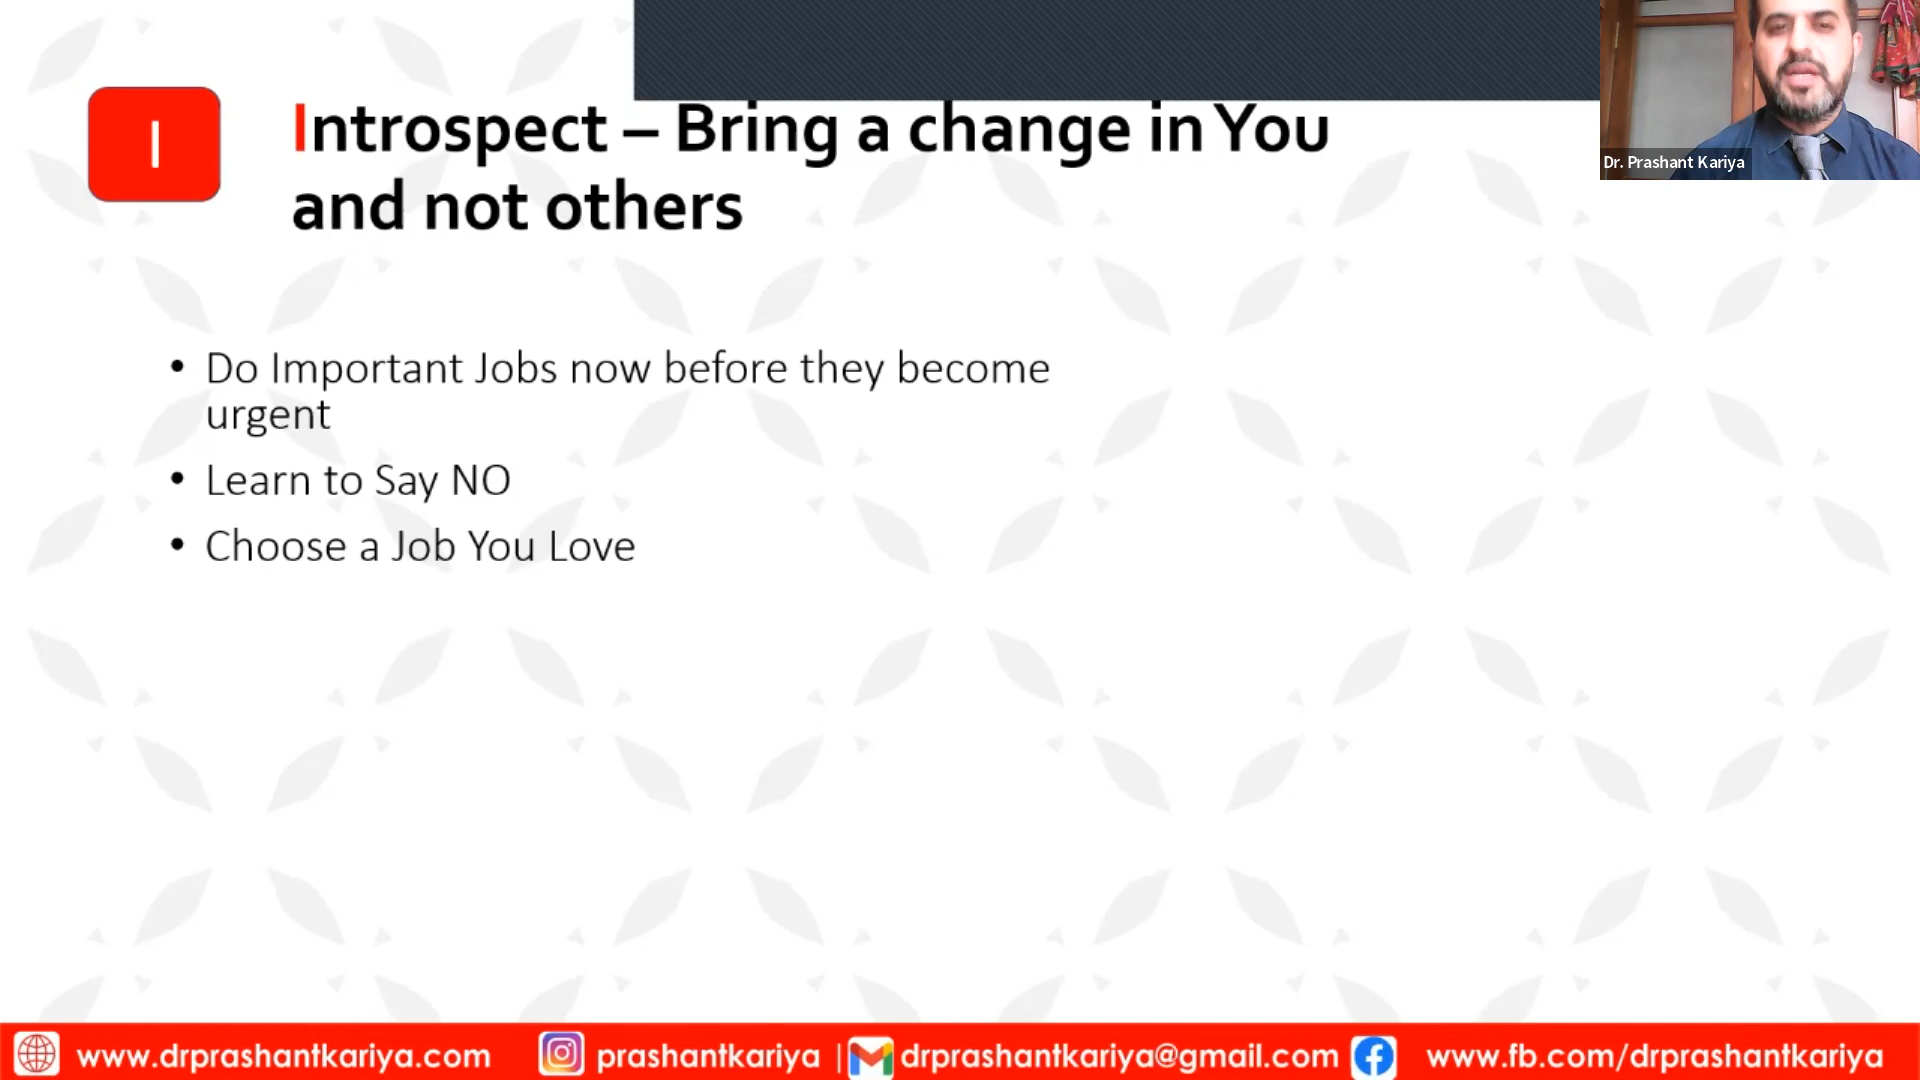 I
Introspect – Bring a change in You
and not others
Dr. Prashant Kariya
• Do Important Jobs now before they become
urgent
• Learn to Say NO
• Choose a Job You Love
www.drprashantkariya.com prashantkariya | drprashantkariya@gmail.com www.fb.com/drprashantkariya